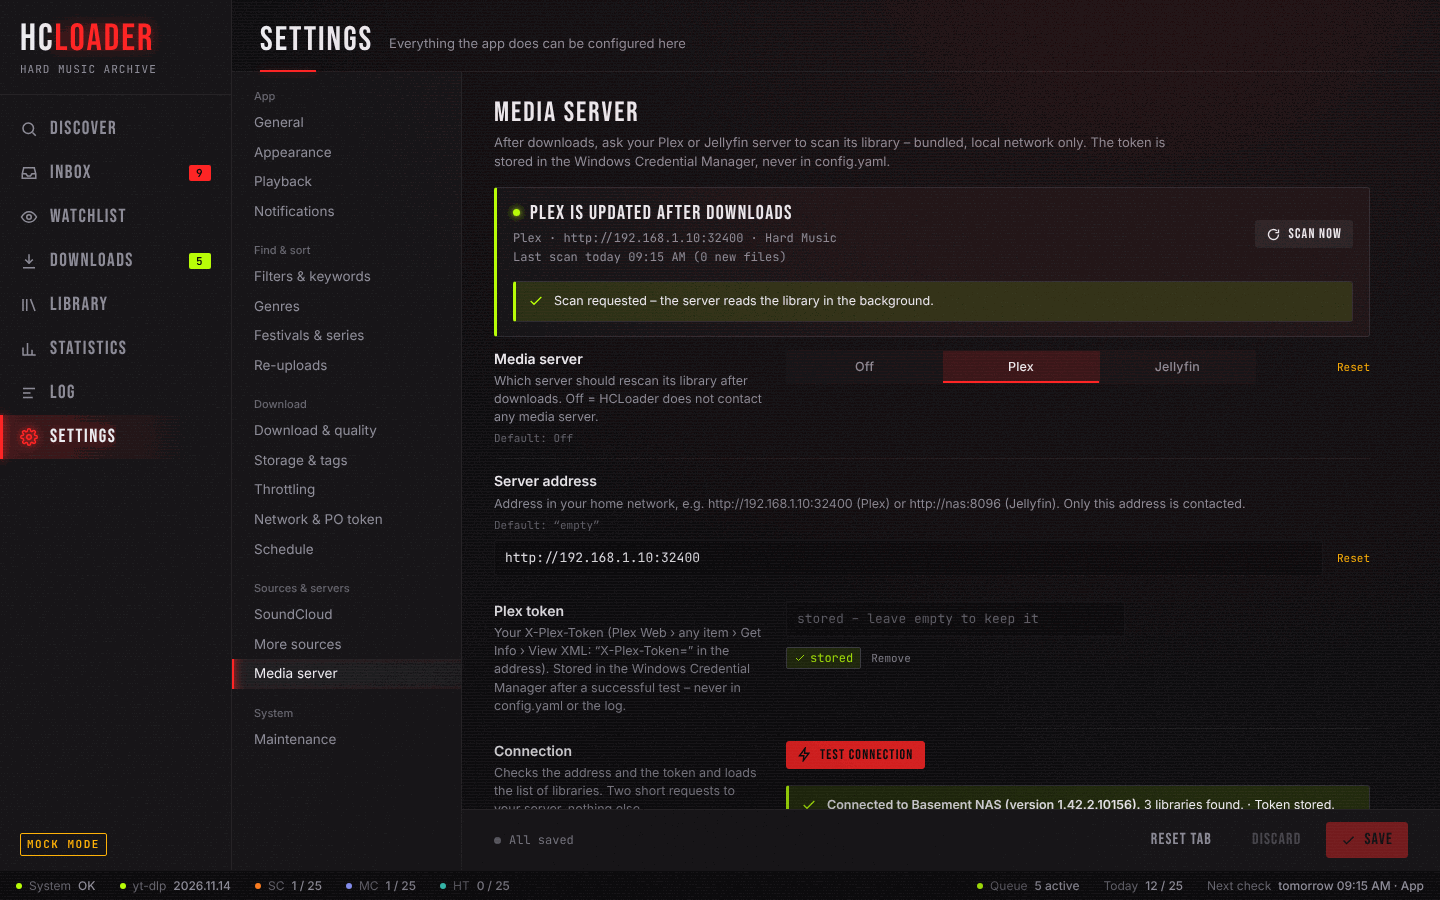 HCLOADER
HARD MUSIC ARCHIVE
DISCOVER
INBOX 9
WATCHLIST
DOWNLOADS 5
LIBRARY
STATISTICS
LOG
SETTINGS
MOCK MODE
SETTINGS Everything the app does can be configured here
App
General
Appearance
Playback
Notifications
Find & sort
Filters & keywords
Genres
Festivals & series
Re-uploads
Download
Download & quality
Storage & tags
Throttling
Network & PO token
Schedule
Sources & servers
SoundCloud
More sources
Media server
System
Maintenance
MEDIA SERVER
After downloads, ask your Plex or Jellyfin server to scan its library – bundled, local network only. The token is
stored in the Windows Credential Manager, never in config.yaml.
PLEX IS UPDATED AFTER DOWNLOADS
Plex · http://192.168.1.10:32400 · Hard Music
Last scan today 09:15 AM (0 new files)
SCAN NOW
Scan requested – the server reads the library in the background.
Media server
Which server should rescan its library after
downloads. Off = HCLoader does not contact
any media server.
Default: Off
Off Plex Jellyfin Reset
Server address
Address in your home network, e.g. http://192.168.1.10:32400 (Plex) or http://nas:8096 (Jellyfin). Only this address is contacted.
Default: “empty”
http://192.168.1.10:32400 Reset
Plex token
Your X-Plex-Token (Plex Web › any item › Get
Info › View XML: “X-Plex-Token=” in the
address). Stored in the Windows Credential
Manager after a successful test – never in
config.yaml or the log.
stored – leave empty to keep it
stored Remove
Connection
Checks the address and the token and loads
the list of libraries. Two short requests to
your server, nothing else.
TEST CONNECTION
Connected to Basement NAS (version 1.42.2.10156). 3 libraries found. · Token stored.
All saved
RESET TAB DISCARD SAVE
System OK yt-dlp 2026.11.14 SC 1 / 25 MC 1 / 25 HT 0 / 25 Queue 5 active Today 12 / 25 Next check tomorrow 09:15 AM · App